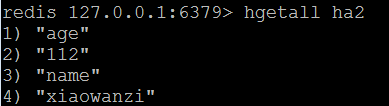 redis 127.0.0.1:6379> hgetall ha2
1) "age"
2) "112"
3) "name"
4) "xiaowanzi"